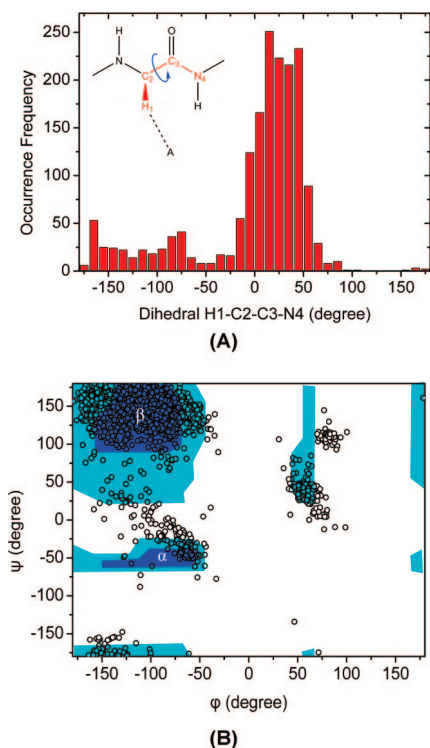 250
200
150
100
50
0
Occurrence Frequency
H
N
O
C₃
C₂
N₄
H₁
H
A
-150 -100 -50 0 50 100 150
Dihedral H1-C2-C3-N4 (degree)
(A)
150
100
50
0
-50
-100
-150
ψ (degree)
β
α
-150 -100 -50 0 50 100 150
φ (degree)
(B)